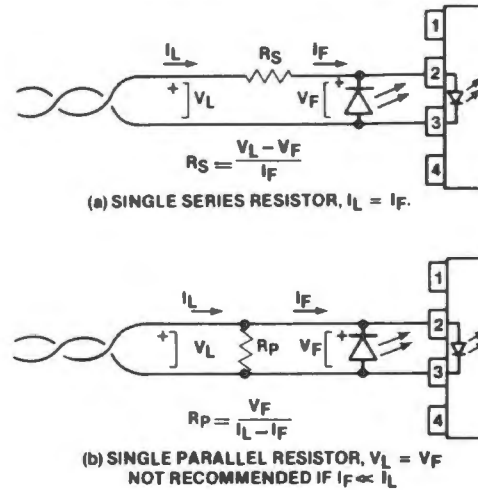 1
I_L R_S I_F
2
+ V_L V_F +
3
R_S = (V_L – V_F) / I_F
4
(a) SINGLE SERIES RESISTOR, I_L = I_F.
1
I_L I_F
2
+ V_L R_P V_F +
3
R_P = V_F / (I_L – I_F)
4
(b) SINGLE PARALLEL RESISTOR, V_L = V_F
NOT RECOMMENDED IF I_F ≪ I_L